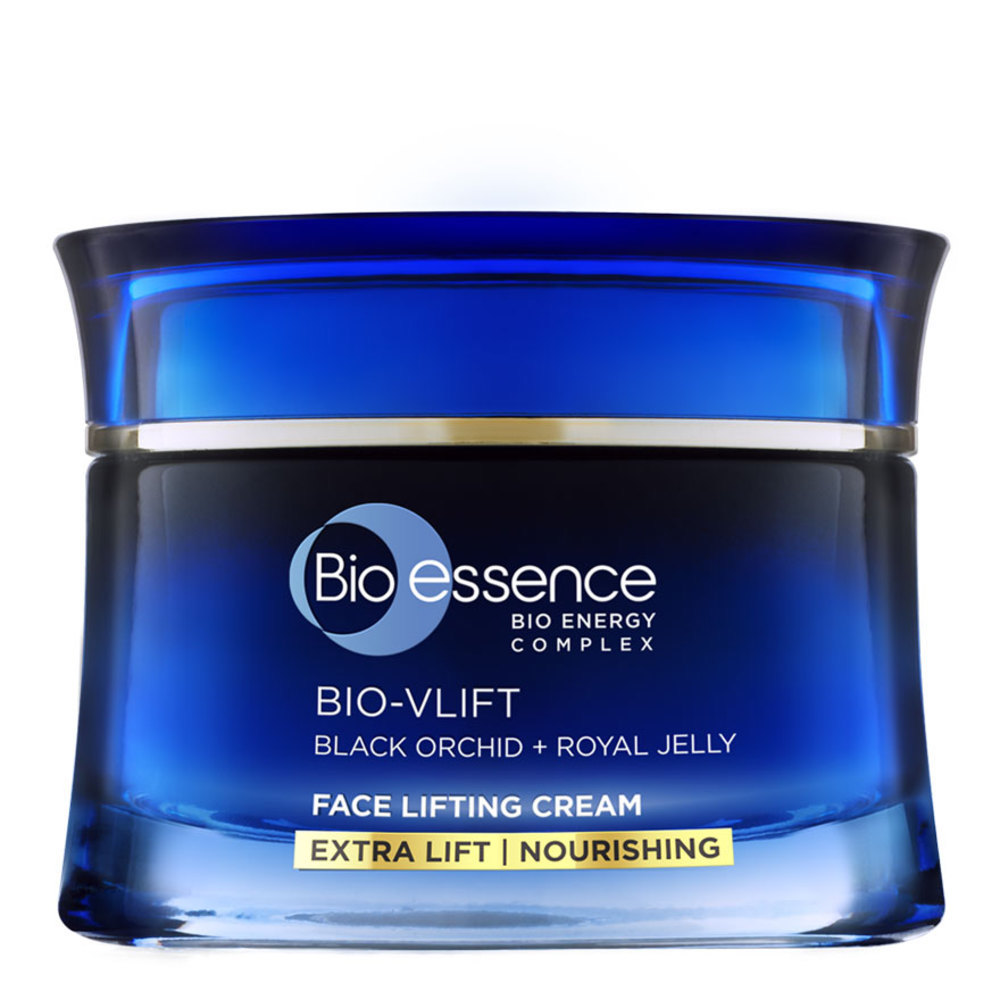 Bio essence
BIO ENERGY
COMPLEX
BIO-VLIFT
BLACK ORCHID + ROYAL JELLY
FACE LIFTING CREAM
EXTRA LIFT | NOURISHING